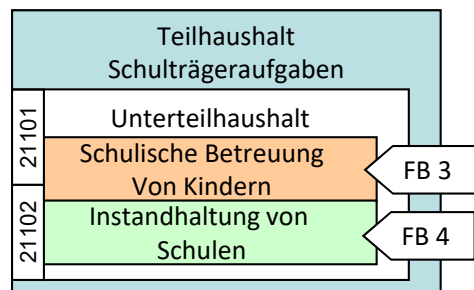 Teilhaushalt
Schulträgeraufgaben
21101
Unterteilhaushalt
Schulische Betreuung
Von Kindern
FB 3
21102
Instandhaltung von
Schulen
FB 4